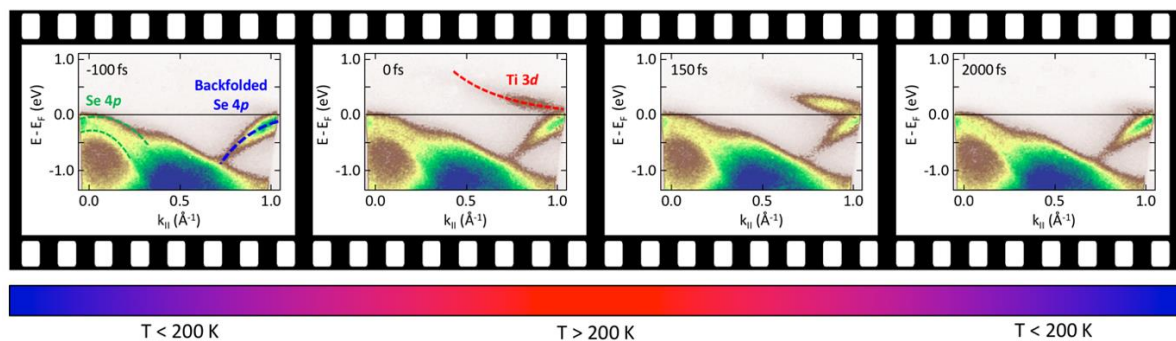 -100 fs
Se 4p
Backfolded
Se 4p
E - E_F (eV)
1.0
0.0
-1.0
0.0
0.5
1.0
k_II (Å⁻¹)
0 fs
Ti 3d
E - E_F (eV)
1.0
0.0
-1.0
0.0
0.5
1.0
k_II (Å⁻¹)
150 fs
E - E_F (eV)
1.0
0.0
-1.0
0.0
0.5
1.0
k_II (Å⁻¹)
2000 fs
E - E_F (eV)
1.0
0.0
-1.0
0.0
0.5
1.0
k_II (Å⁻¹)
T < 200 K
T > 200 K
T < 200 K